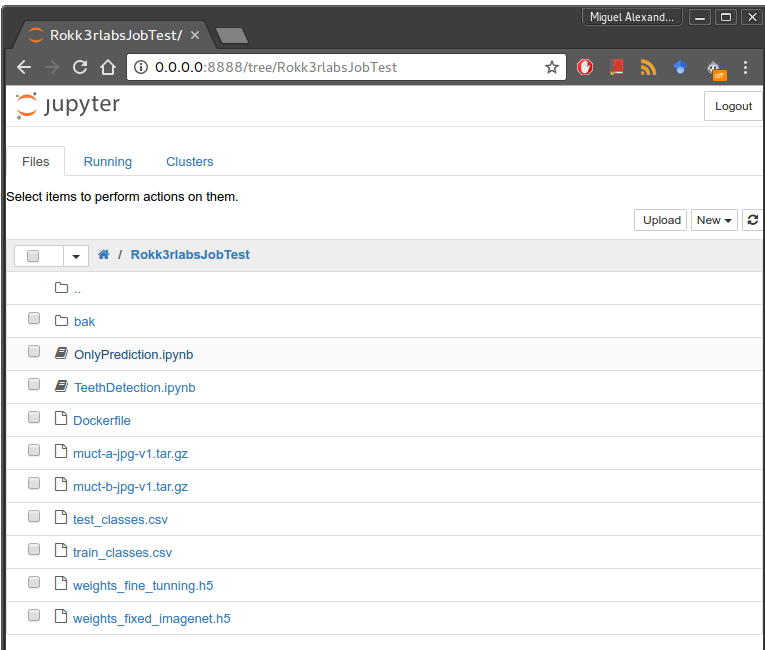 Miguel Alexand...
Rokk3rlabsJobTest/
0.0.0.0:8888/tree/Rokk3rlabsJobTest
off
jupyter
Logout
Files Running Clusters
Select items to perform actions on them.
Upload New
/ Rokk3rlabsJobTest
..
bak
OnlyPrediction.ipynb
TeethDetection.ipynb
Dockerfile
muct-a-jpg-v1.tar.gz
muct-b-jpg-v1.tar.gz
test_classes.csv
train_classes.csv
weights_fine_tunning.h5
weights_fixed_imagenet.h5